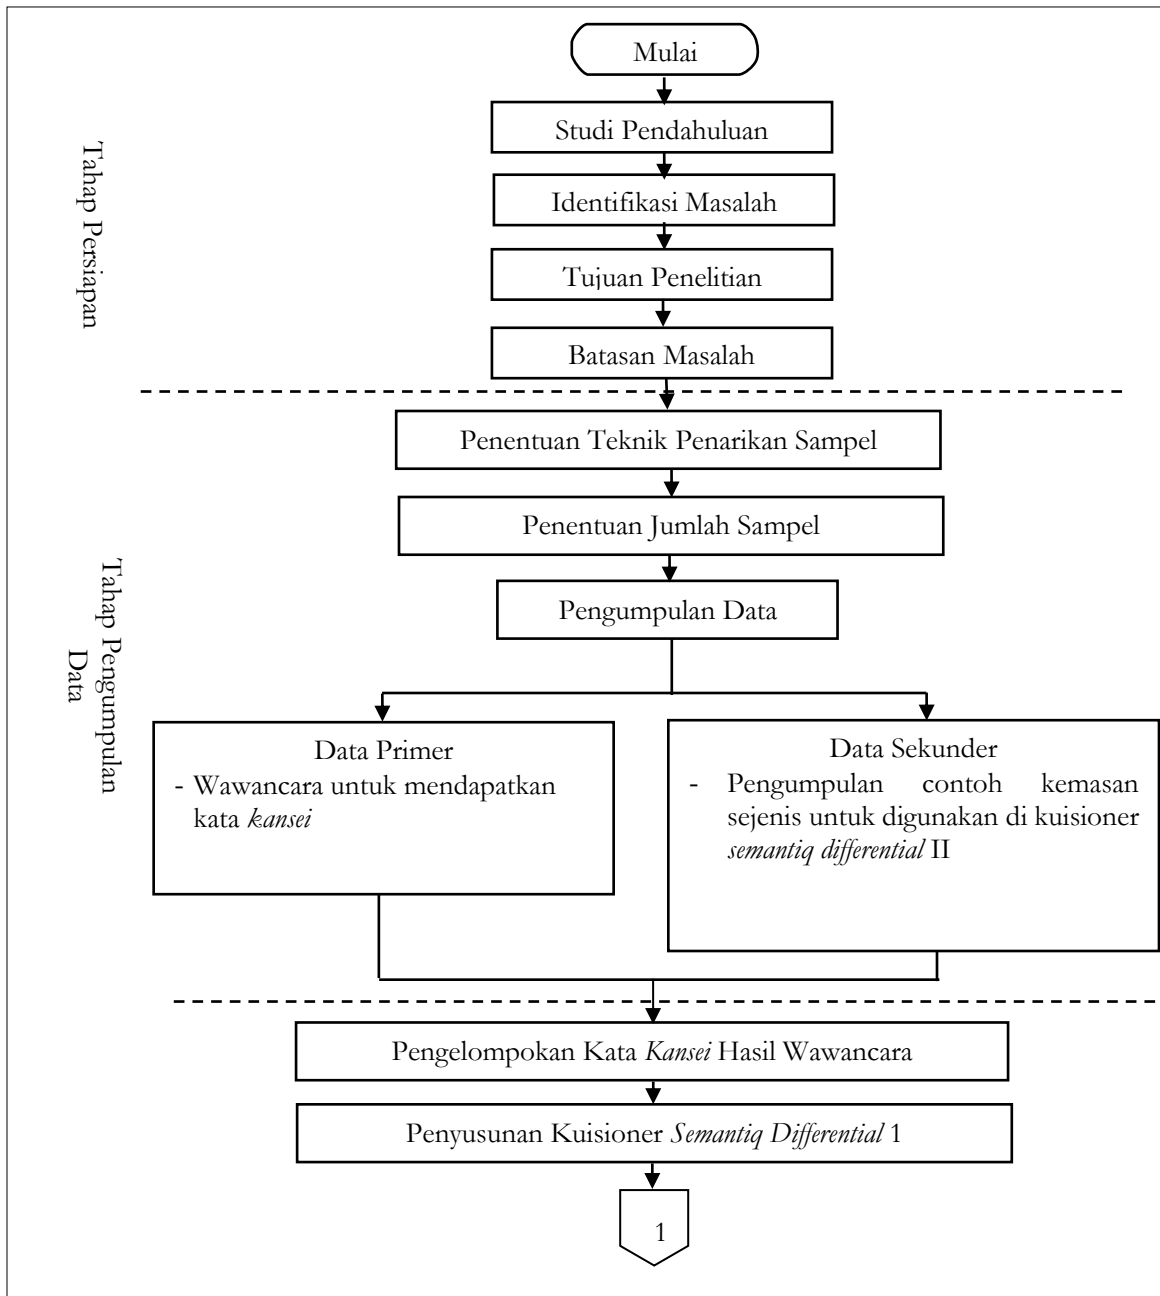 Mulai
Studi Pendahuluan
Identifikasi Masalah
Tujuan Penelitian
Batasan Masalah
Tahap Persiapan
Penentuan Teknik Penarikan Sampel
Penentuan Jumlah Sampel
Pengumpulan Data
Tahap Pengumpulan
Data
Data Primer
- Wawancara untuk mendapatkan
kata kansei
Data Sekunder
- Pengumpulan contoh kemasan
sejenis untuk digunakan di kuisioner
semantiq differential II
Pengelompokan Kata Kansei Hasil Wawancara
Penyusunan Kuisioner Semantiq Differential 1
1